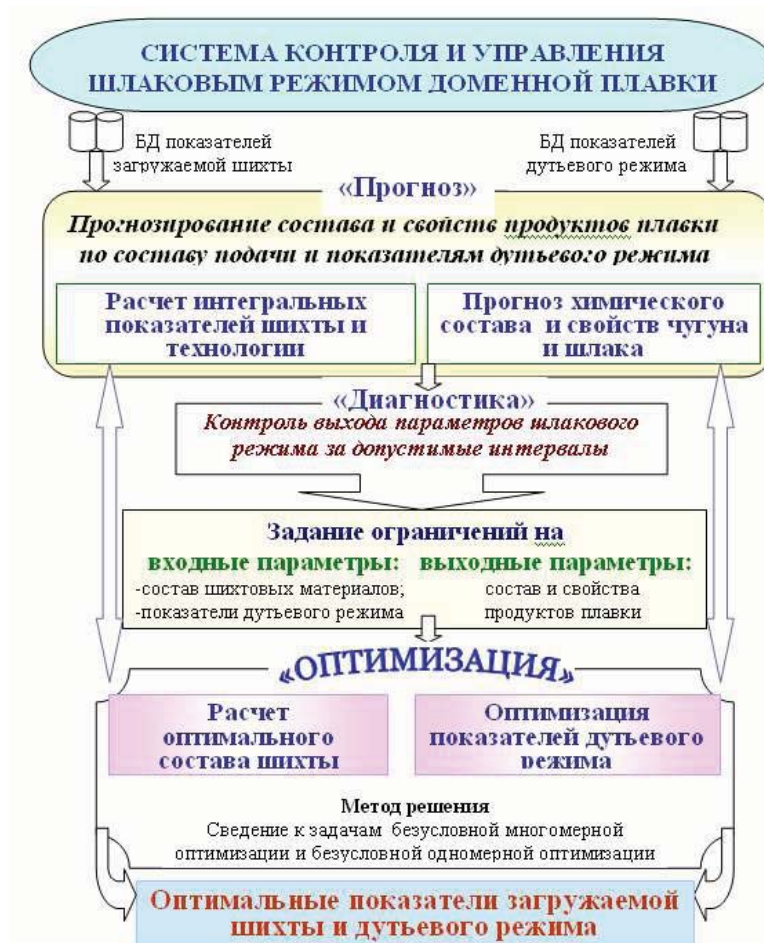 СИСТЕМА КОНТРОЛЯ И УПРАВЛЕНИЯ
ШЛАКОВЫМ РЕЖИМОМ ДОМЕННОЙ ПЛАВКИ
БД показателей
загружаемой шихты
БД показателей
дутьевого режима
«Прогноз»
Прогнозирование состава и свойств продуктов плавки
по составу подачи и показателям дутьевого режима
Расчет интегральных
показателей шихты и
технологии
Прогноз химического
состава и свойств чугуна
и шлака
«Диагностика»
Контроль выхода параметров шлакового
режима за допустимые интервалы
Задание ограничений на
входные параметры:
-состав шихтовых материалов;
-показатели дутьевого режима
выходные параметры:
состав и свойства
продуктов плавки
«ОПТИМИЗАЦИЯ»
Расчет
оптимального
состава шихты
Оптимизация
показателей дутьевого
режима
Метод решения
Сведение к задачам безусловной многомерной
оптимизации и безусловной одномерной оптимизации
Оптимальные показатели загружаемой
шихты и дутьевого режима